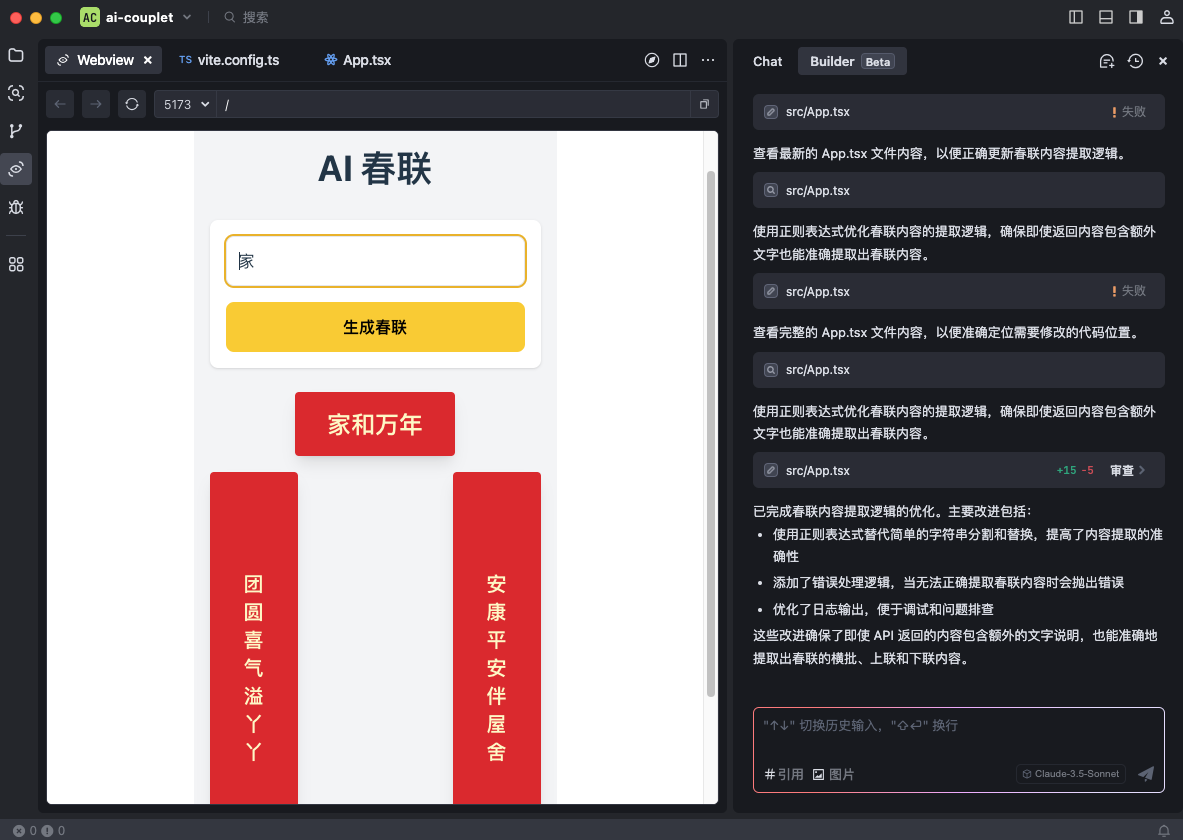 AC ai-couplet
搜索
Webview
TS vite.config.ts
App.tsx
5173
/
AI 春联
家
生成春联
家和万年
团圆喜气溢丫丫
安康平安伴屋舍
Chat
Builder Beta
src/App.tsx
! 失败
查看最新的 App.tsx 文件内容，以便正确更新春联内容提取逻辑。
src/App.tsx
使用正则表达式优化春联内容的提取逻辑，确保即使返回内容包含额外
文字也能准确提取出春联内容。
src/App.tsx
! 失败
查看完整的 App.tsx 文件内容，以便准确定位需要修改的代码位置。
src/App.tsx
使用正则表达式优化春联内容的提取逻辑，确保即使返回内容包含额外
文字也能准确提取出春联内容。
src/App.tsx
+15 -5 审查
已完成春联内容提取逻辑的优化。主要改进包括：
• 使用正则表达式替代简单的字符串分割和替换，提高了内容提取的准
确性
• 添加了错误处理逻辑，当无法正确提取春联内容时会抛出错误
• 优化了日志输出，便于调试和问题排查
这些改进确保了即使 API 返回的内容包含额外的文字说明，也能准确地
提取出春联的横批、上联和下联内容。
"↑↓" 切换历史输入，"⇧⏎" 换行
# 引用 图片
Claude-3.5-Sonnet
0 0